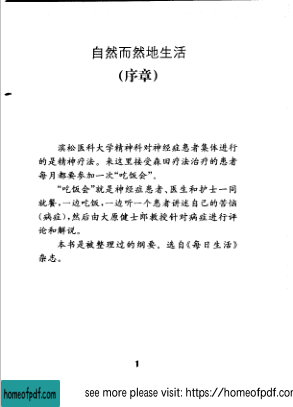 自然而然地生活
(序章)
滨松医科大学精神科对神经症患者集体进行
的是精神疗法。来这里接受森田疗法治疗的患者
每月都要参加一次“吃饭会”。
“吃饭会”就是神经症患者、医生和护士一同
就餐,一边吃饭,一边听一个患者讲述自己的苦恼
(病症),然后由大原健士郎教授针对病症进行评
论和解说。
本书是被整理过的纲要。选自《每日生活》
杂志。
1
homeofpdf.com
see more please visit: https://homeofpdf.com